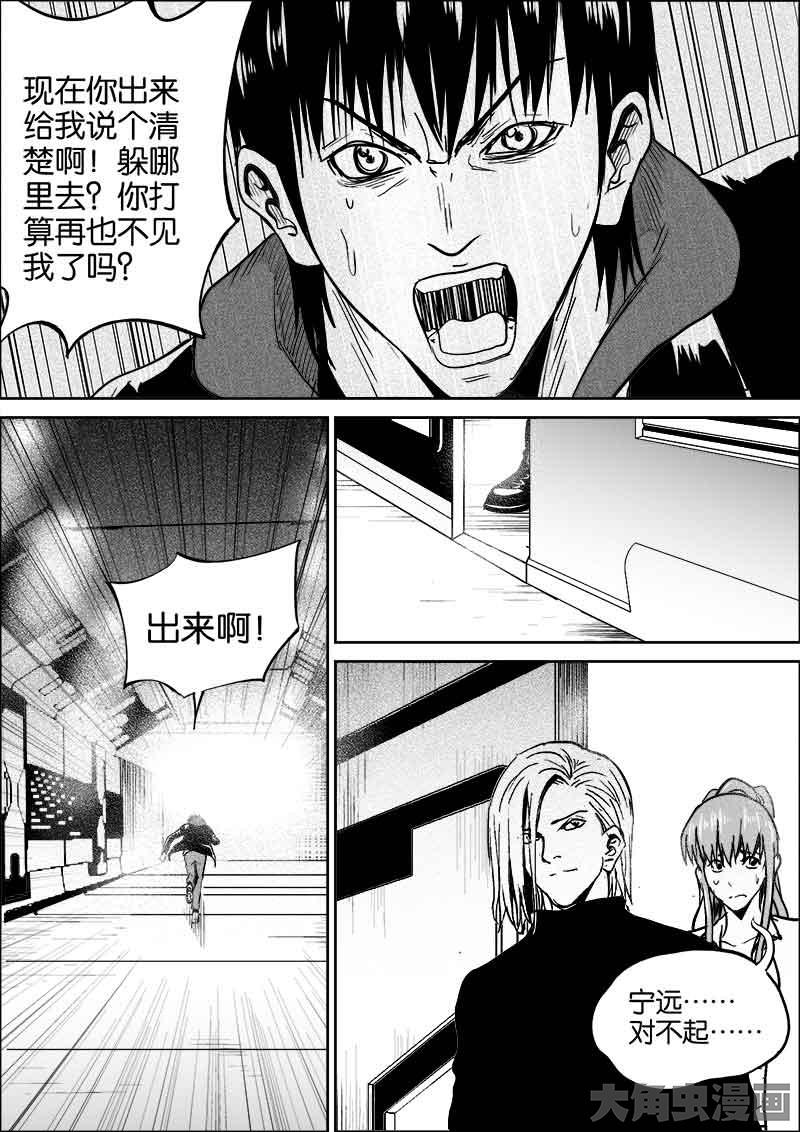 现在你出来
给我说个清
楚啊！躲哪
里去？你打
算再也不见
我了吗？
出来啊！
宁远……
对不起……
大角虫漫画